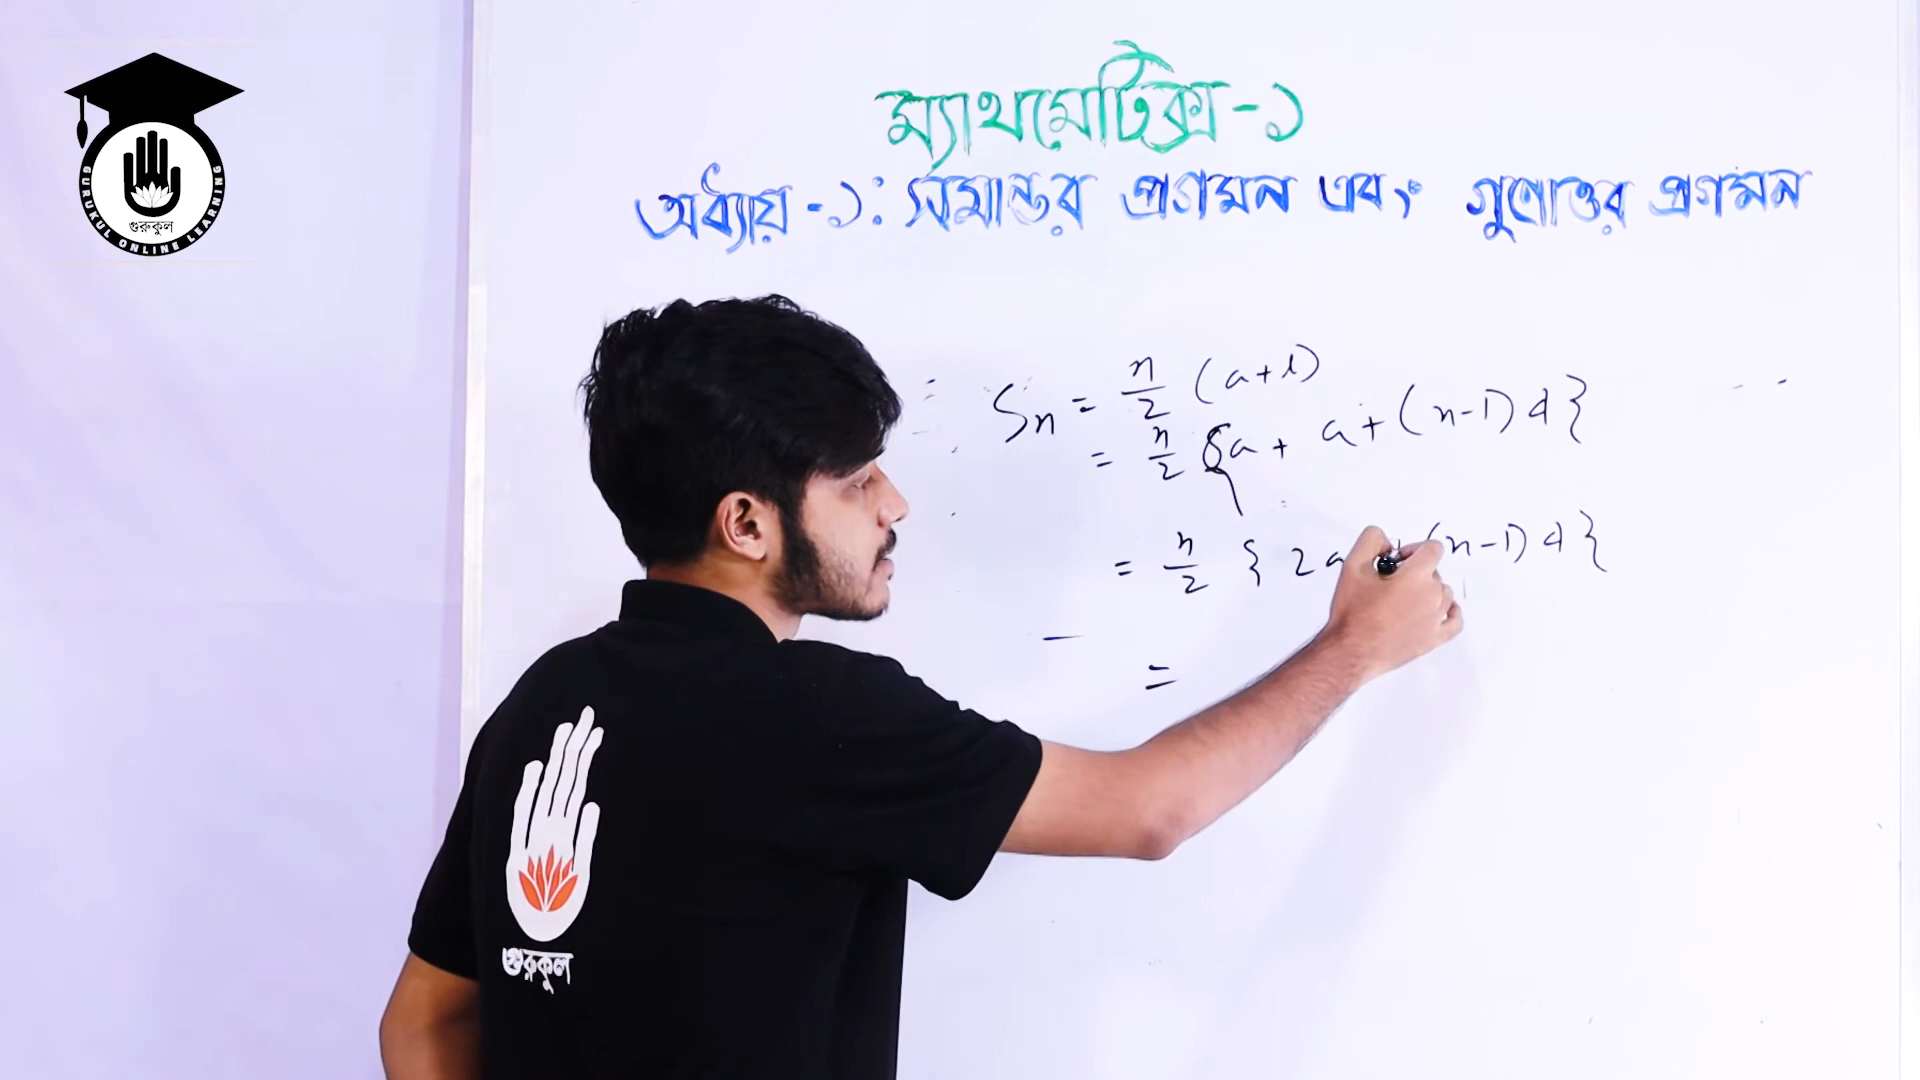 GURUKUL ONLINE LEARNING
গুরুকুল
ম্যাথমেটিক্স -১
অধ্যায় -১: সমান্তর প্রগমন এবং গুণোত্তর প্রগমন
Sn = n/2 (a+l)
= n/2 {a + a + (n-1) d}
= n/2 { 2a + (n-1) d }
=
গুরুকুল